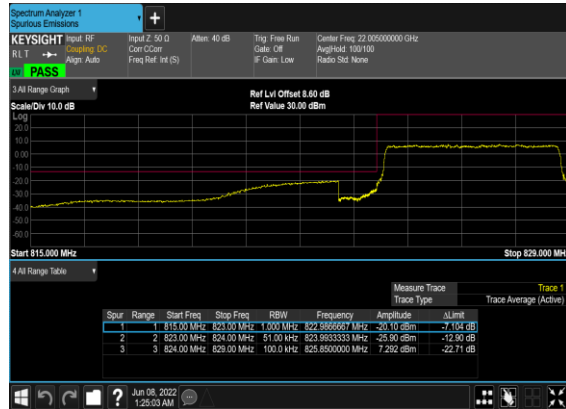 Spectrum Analyzer 1
Spurious Emissions
+
KEYSIGHT Input: RF Input Z: 50 Ω Atten: 40 dB Trig: Free Run Center Freq: 22.005000000 GHz
RLT Coupling: DC Corr CCorr Gate: Off Avg|Hold: 100/100
Align: Auto Freq Ref: Int (S) IF Gain: Low Radio Std: None
PASS
3 All Range Graph
Ref Lvl Offset 8.60 dB
Scale/Div 10.0 dB Ref Value 30.00 dBm
Log
20.0
10.0
0.00
-10.0
-20.0
-30.0
-40.0
-50.0
-60.0
Start 815.000 MHz Stop 829.000 MHz
4 All Range Table
Measure Trace Trace 1
Trace Type Trace Average (Active)
Spur Range Start Freq Stop Freq RBW Frequency Amplitude ΔLimit
1 1 815.00 MHz 823.00 MHz 1.000 MHz 822.9866667 MHz -20.10 dBm -7.104 dB
2 2 823.00 MHz 824.00 MHz 51.00 kHz 823.9933333 MHz -25.90 dBm -12.90 dB
3 3 824.00 MHz 829.00 MHz 100.0 kHz 825.8500000 MHz 7.292 dBm -22.71 dB
?
Jun 08, 2022
1:25:03 AM